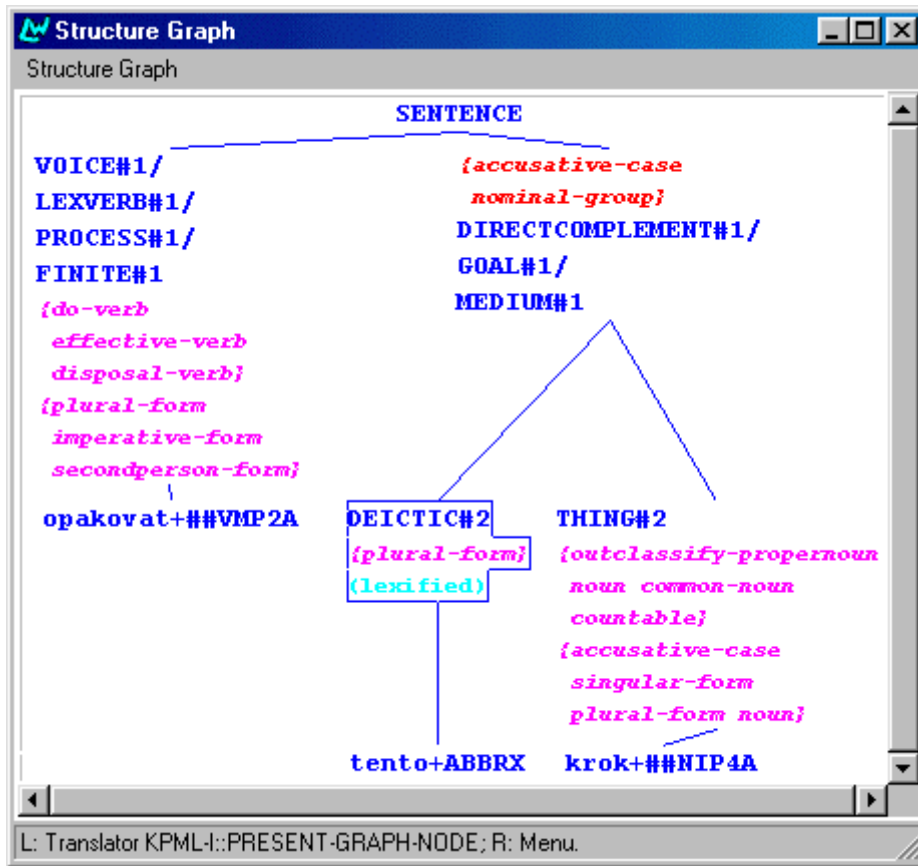 Structure Graph
Structure Graph
SENTENCE
VOICE#1/
LEXVERB#1/
PROCESS#1/
FINITE#1
{do-verb
effective-verb
disposal-verb}
{plural-form
imperative-form
secondperson-form}
opakovat+##VMP2A
{accusative-case
nominal-group}
DIRECTCOMPLEMENT#1/
GOAL#1/
MEDIUM#1
DEICTIC#2
{plural-form}
(lexified)
tento+ABBRX
THING#2
{outclassify-propernoun
noun common-noun
countable}
{accusative-case
singular-form
plural-form noun}
krok+##NIP4A
L: Translator KPML-I::PRESENT-GRAPH-NODE; R: Menu.